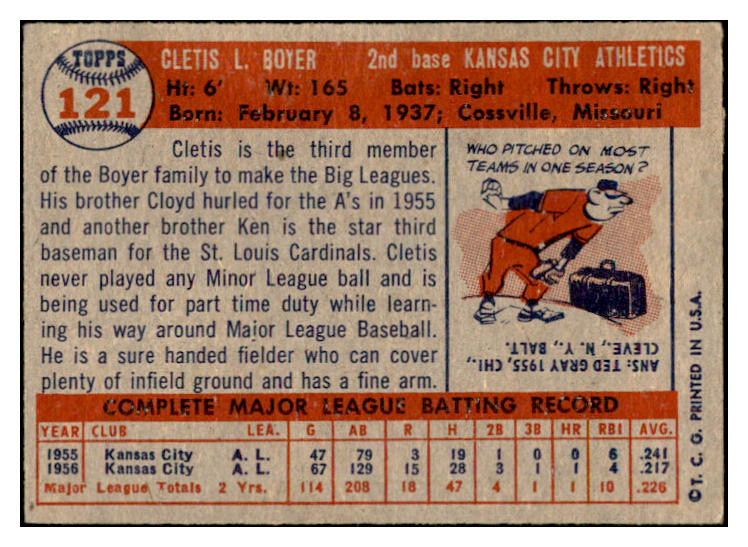 TOPPS
121
CLETIS L. BOYER 2nd base KANSAS CITY ATHLETICS
Ht: 6' Wt: 165 Bats: Right Throws: Right
Born: February 8, 1937; Cossville, Missouri
Cletis is the third member
of the Boyer family to make the Big Leagues.
His brother Cloyd hurled for the A's in 1955
and another brother Ken is the star third
baseman for the St. Louis Cardinals. Cletis
never played any Minor League ball and is
being used for part time duty while learn-
ing his way around Major League Baseball.
He is a sure handed fielder who can cover
plenty of infield ground and has a fine arm.
WHO PITCHED ON MOST
TEAMS IN ONE SEASON?
ANS: TED GRAY 1955, CHI.,
CLEVE., N.Y., BALT.
COMPLETE MAJOR LEAGUE BATTING RECORD
YEAR CLUB LEA. G AB R H 2B 3B HR RBI AVG.
1955 Kansas City A. L. 47 79 3 19 1 0 0 6 .241
1956 Kansas City A. L. 67 129 15 28 3 1 1 4 .217
Major League Totals 2 Yrs. 114 208 18 47 4 1 1 10 .226
©T. C. G. PRINTED IN U.S.A.